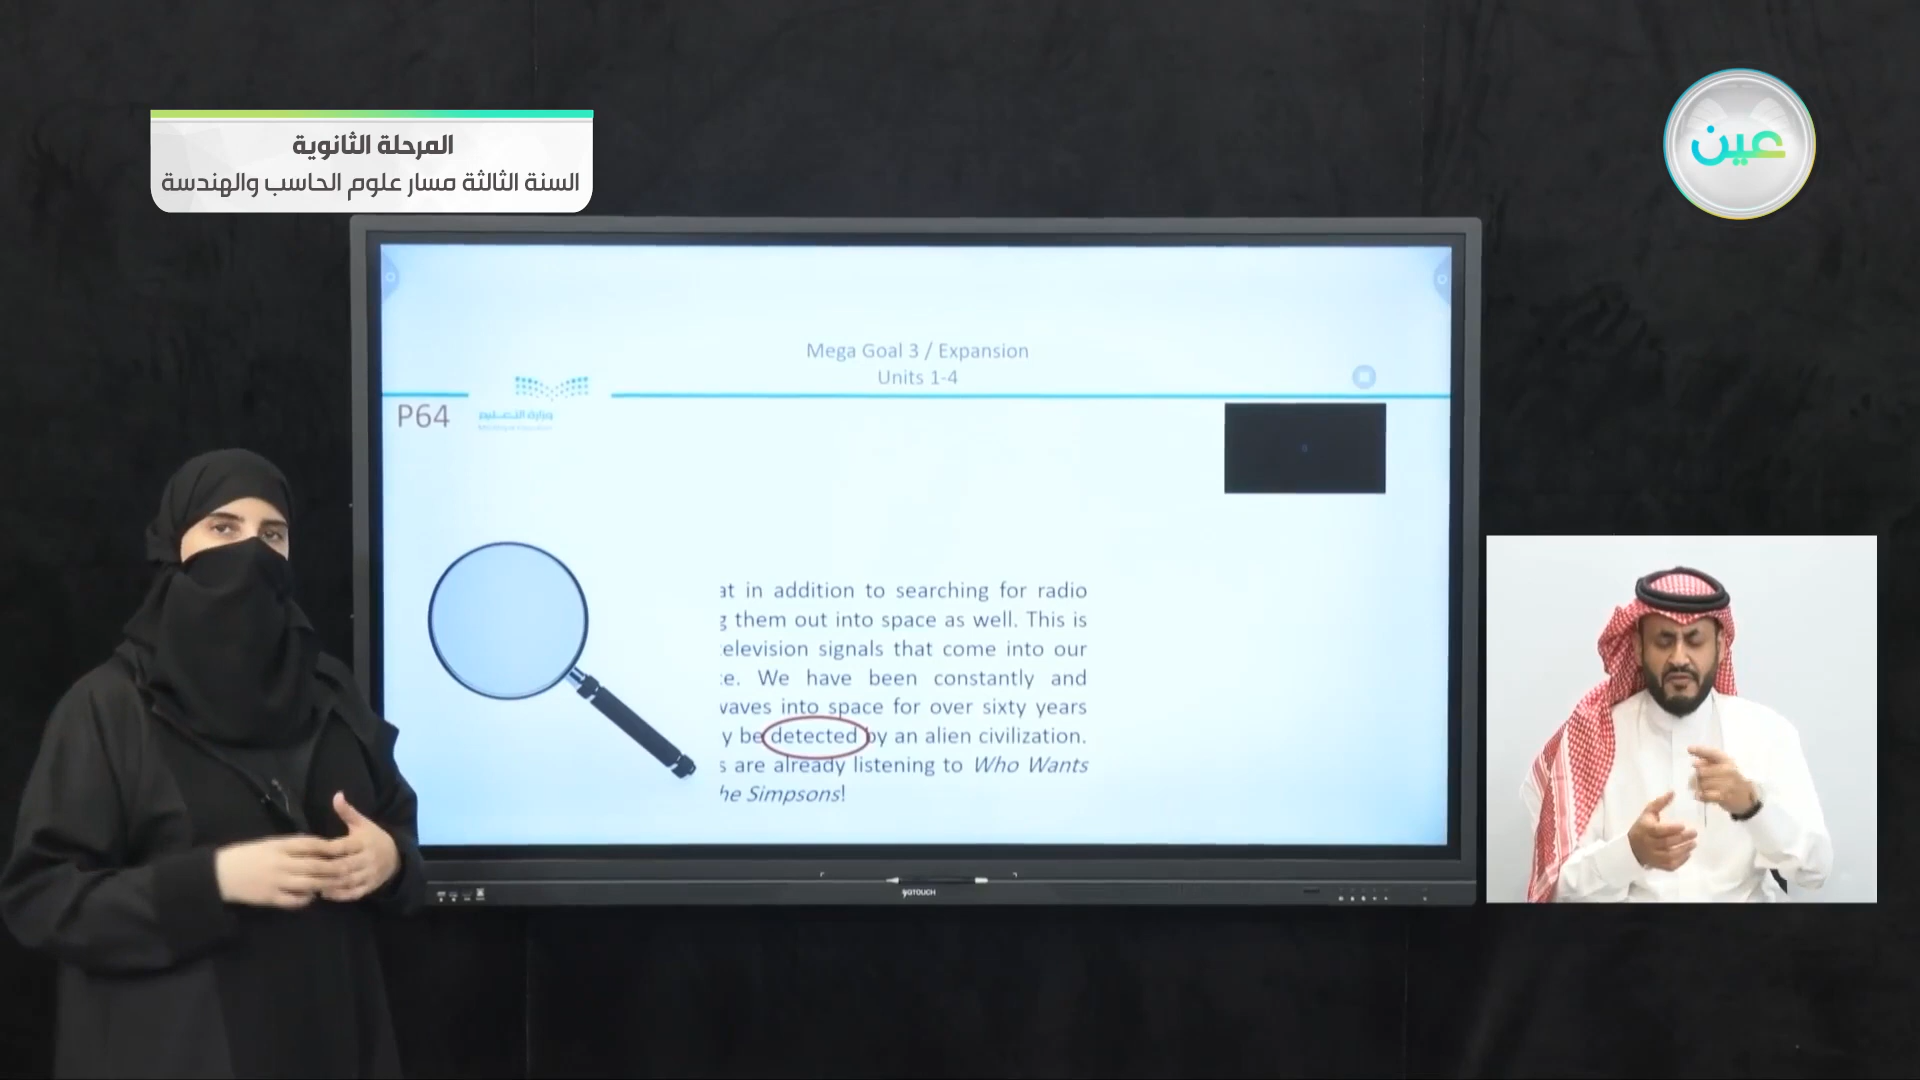 المرحلة الثانوية
السنة الثالثة مسار علوم الحاسب والهندسة
عين
Mega Goal 3 / Expansion
Units 1-4
P64
وزارة التعليم
at in addition to searching for radio
g them out into space as well. This is
elevision signals that come into our
e. We have been constantly and
vaves into space for over sixty years
y be detected by an alien civilization.
s are already listening to Who Wants
he Simpsons!